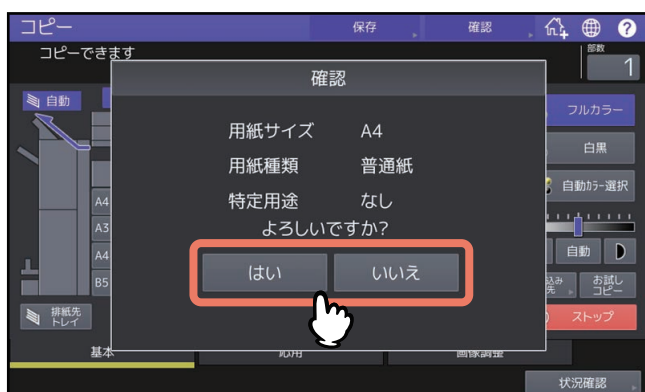 コピー
保存
確認
?
コピーできます
部数
1
確認
自動
フルカラー
用紙サイズ A4
白黒
用紙種類 普通紙
自動カラー選択
A4
特定用途 なし
A3
よろしいですか?
A4
自動
はい
いいえ
B5
込み先
お試しコピー
排紙先
トレイ
ストップ
基本
応用
画像調整
状況確認